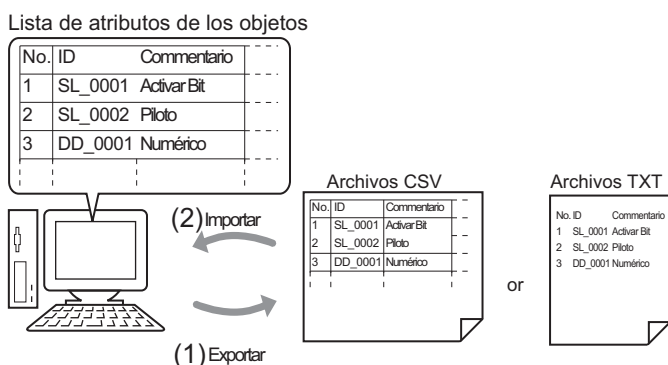 Lista de atributos de los objetos
No. ID Commentario
1 SL_0001 Activar Bit
2 SL_0002 Piloto
3 DD_0001 Numérico
(2) Importar
(1) Exportar
Archivos CSV
No. ID Commentario
1 SL_0001 Activar Bit
2 SL_0002 Piloto
3 DD_0001 Numérico
or
Archivos TXT
No. ID Commentario
1 SL_0001 Activar Bit
2 SL_0002 Piloto
3 DD_0001 Numérico